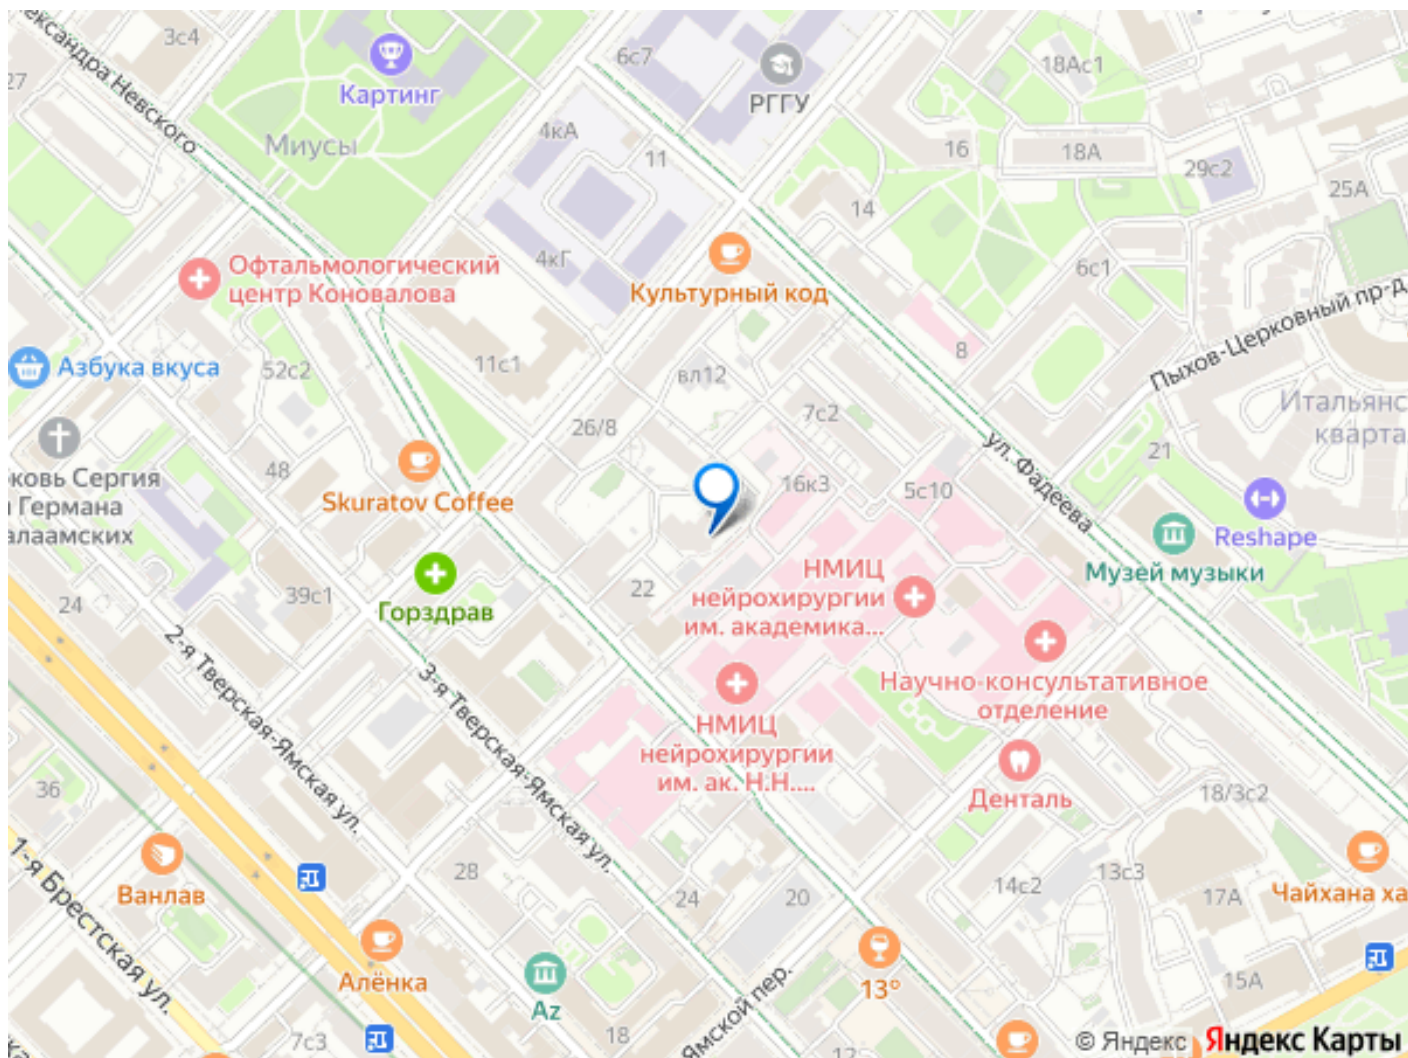 ександра Невского
3с4
27
Картинг
Миусы
6с7
РГГУ
18Ас1
4кА
11
16
18А
29с2
25А
14
4кГ
Офтальмологический
центр Коновалова
Культурный код
6с1
Пыхов-Церковный пр-д
Азбука вкуса
52с2
11с1
вл12
8
7с2
26/8
Итальянс
кварта
21
ул. Фадеева
48
Skuratov Coffee
16к3
5с10
Reshape
Музей музыки
ковь Сергия
и Германа
алаамских
24
39с1
Горздрав
22
НМИЦ
нейрохирургии
им. академика...
Научно-консультативное
отделение
2-я Тверская-Ямская ул.
3-я Тверская-Ямская ул.
НМИЦ
нейрохирургии
им. ак. Н.Н....
Денталь
36
18/3с2
1-я Брестская ул.
Ванлав
28
24
20
14с2
13с3
17А
Чайхана ха
Алёнка
Az
13°
15А
7с3
18
Ямской пер.
© Яндекс Яндекс Карты